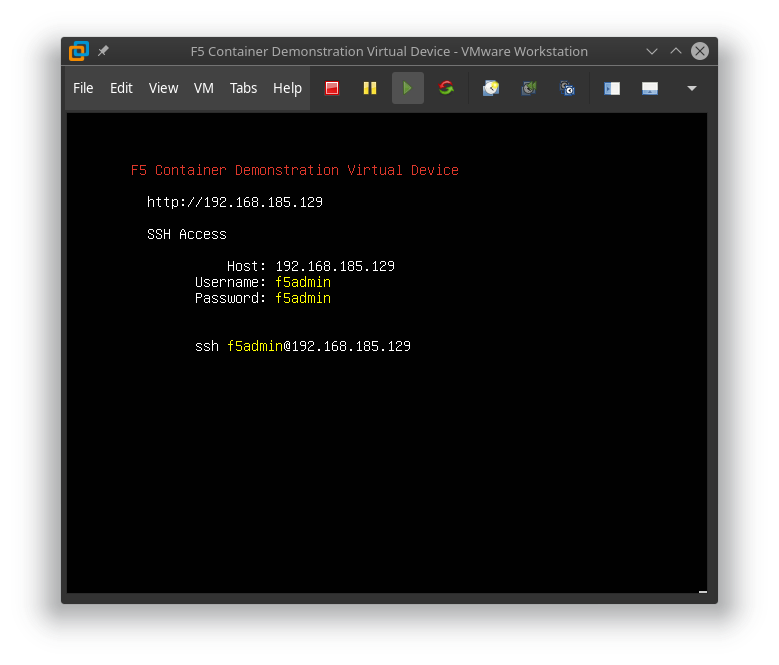 F5 Container Demonstration Virtual Device - VMware Workstation
File Edit View VM Tabs Help
F5 Container Demonstration Virtual Device
http://192.168.185.129
SSH Access
Host: 192.168.185.129
Username: f5admin
Password: f5admin
ssh f5admin@192.168.185.129